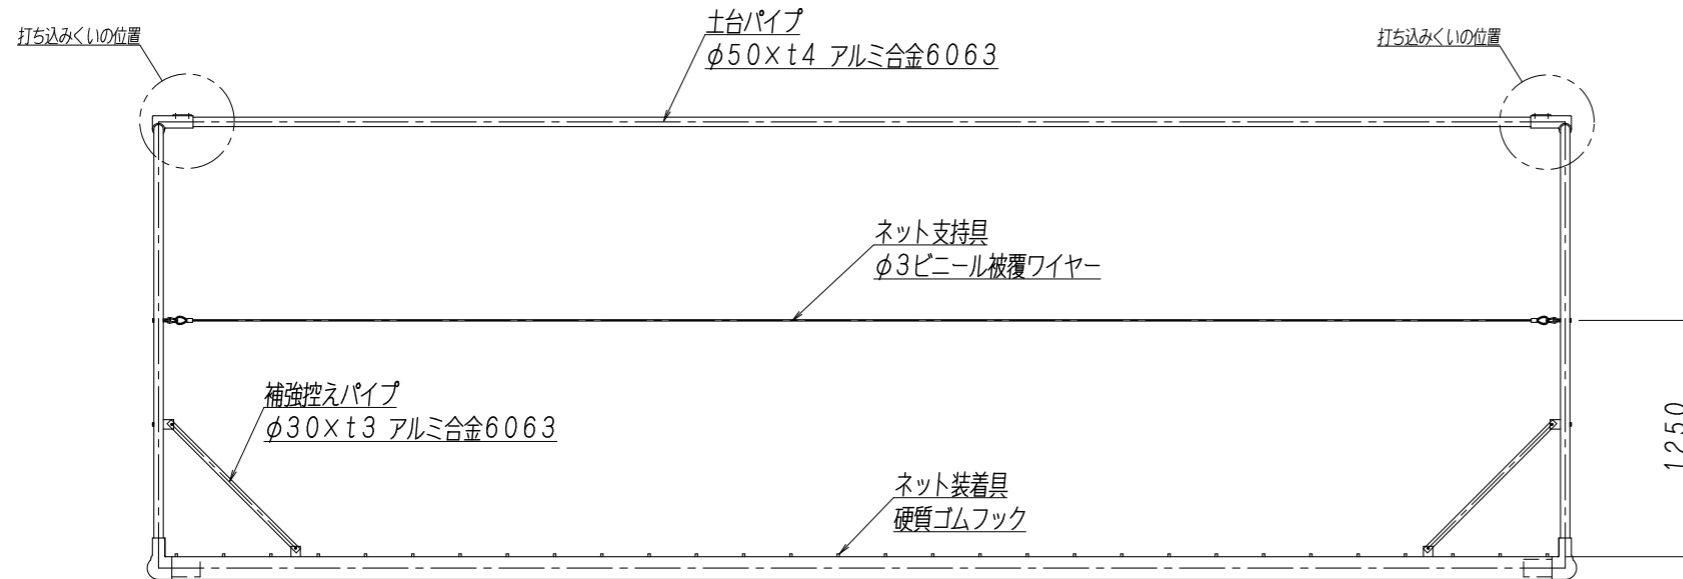 打ち込みくいの位置
土台パイプ
φ50×t4 アルミ合金6063
打ち込みくいの位置
ネット支持具
φ3ビニール被覆ワイヤー
補強控えパイプ
φ30×t3 アルミ合金6063
1250
ネット装着具
硬質ゴムフック